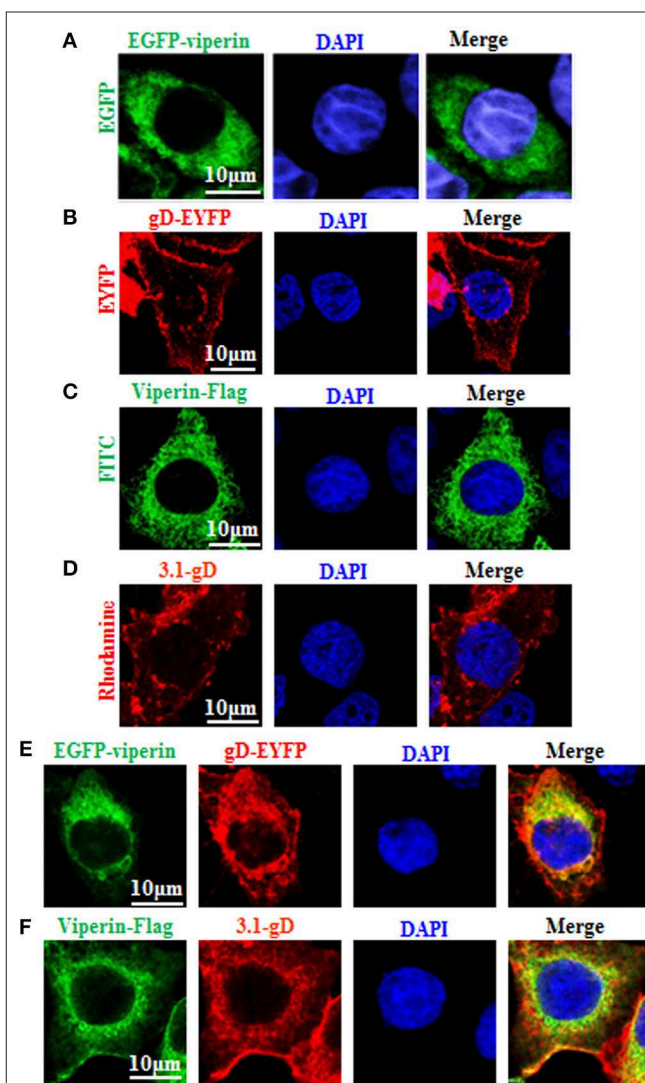 A
EGFP-viperin DAPI Merge
EGFP
10µm
B
gD-EYFP DAPI Merge
EYFP
10µm
C
Viperin-Flag DAPI Merge
FITC
10µm
D
3.1-gD DAPI Merge
Rhodamine
10µm
E
EGFP-viperin gD-EYFP DAPI Merge
10µm
F
Viperin-Flag 3.1-gD DAPI Merge
10µm